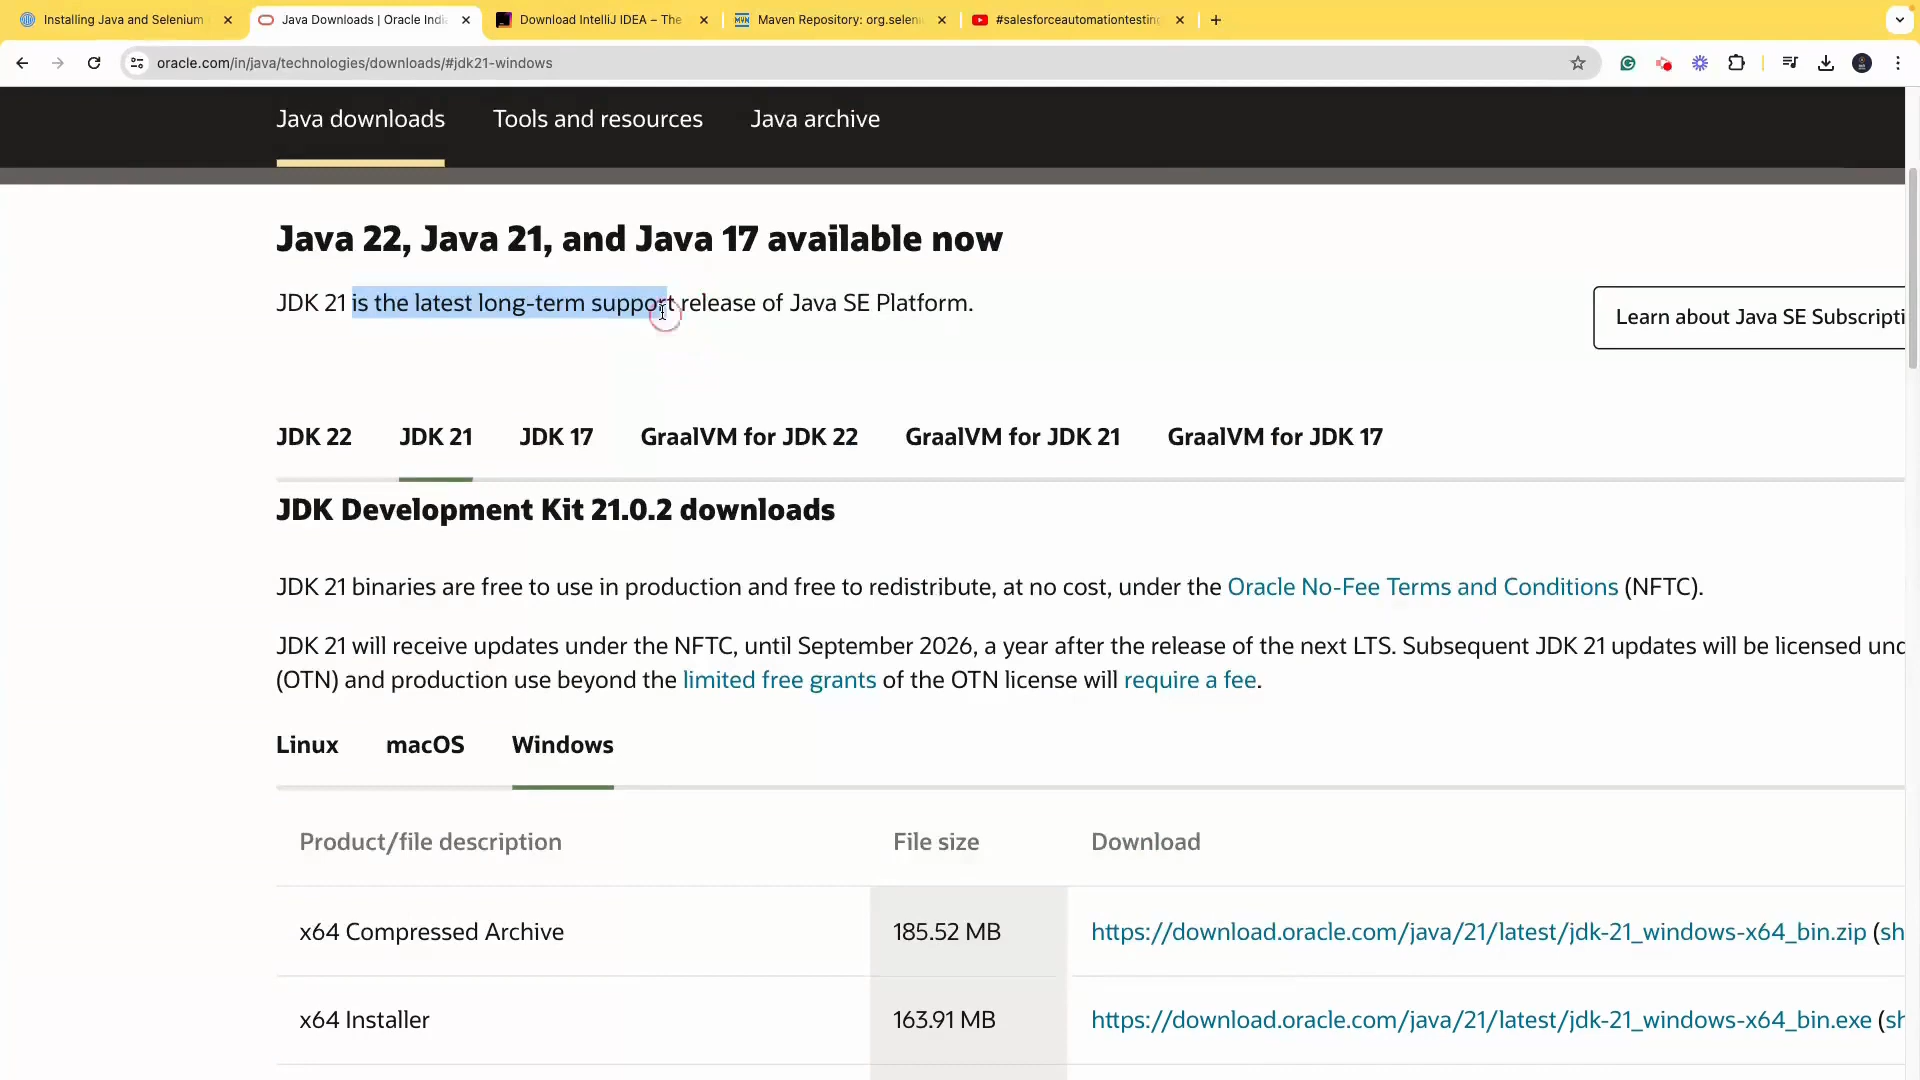 Installing Java and Selenium
Java Downloads | Oracle Indi
Download IntelliJ IDEA – The
Maven Repository: org.selen
#salesforceautomationtesting
oracle.com/in/java/technologies/downloads/#jdk21-windows
Java downloads
Tools and resources
Java archive
Java 22, Java 21, and Java 17 available now
JDK 21 is the latest long-term support release of Java SE Platform.
Learn about Java SE Subscripti
JDK 22
JDK 21
JDK 17
GraalVM for JDK 22
GraalVM for JDK 21
GraalVM for JDK 17
JDK Development Kit 21.0.2 downloads
JDK 21 binaries are free to use in production and free to redistribute, at no cost, under the Oracle No-Fee Terms and Conditions (NFTC).
JDK 21 will receive updates under the NFTC, until September 2026, a year after the release of the next LTS. Subsequent JDK 21 updates will be licensed und
(OTN) and production use beyond the limited free grants of the OTN license will require a fee.
Linux
macOS
Windows
Product/file description
File size
Download
x64 Compressed Archive
185.52 MB
https://download.oracle.com/java/21/latest/jdk-21_windows-x64_bin.zip (sh
x64 Installer
163.91 MB
https://download.oracle.com/java/21/latest/jdk-21_windows-x64_bin.exe (sh